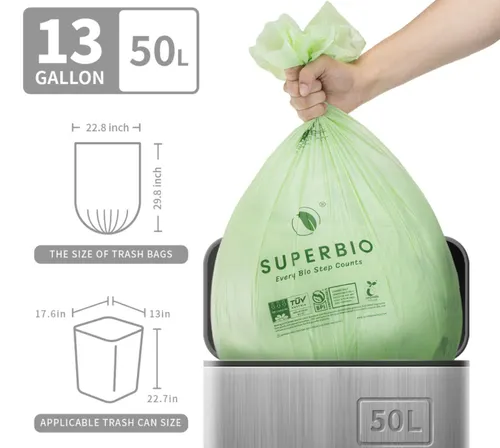 13
GALLON
50L
22.8 inch
29.8 inch
THE SIZE OF TRASH BAGS
17.6in
13in
22.7in
APPLICABLE TRASH CAN SIZE
®
SUPERBIO
Every Bio Step Counts
TÜV
BPI
50L